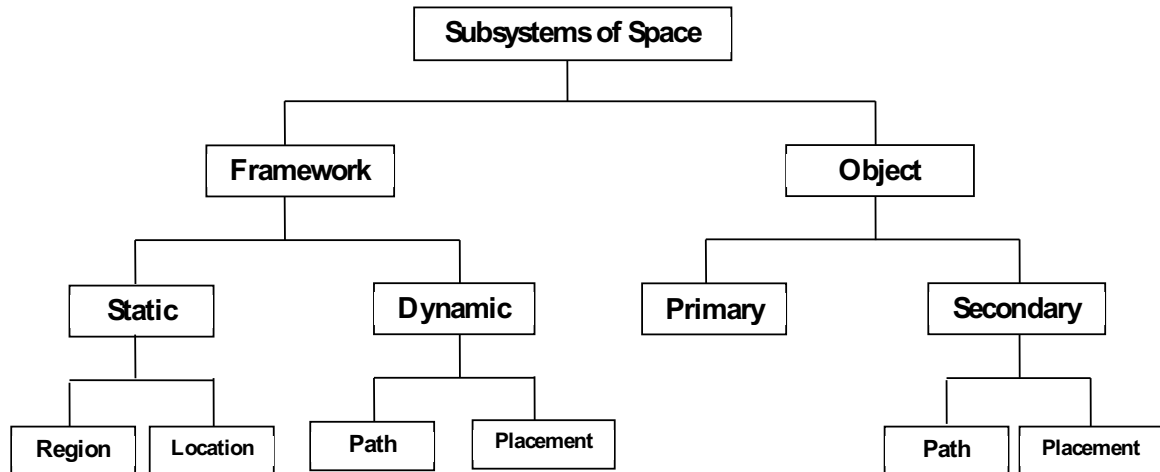 Subsystems of Space
Framework
Object
Static
Dynamic
Primary
Secondary
Region
Location
Path
Placement
Path
Placement